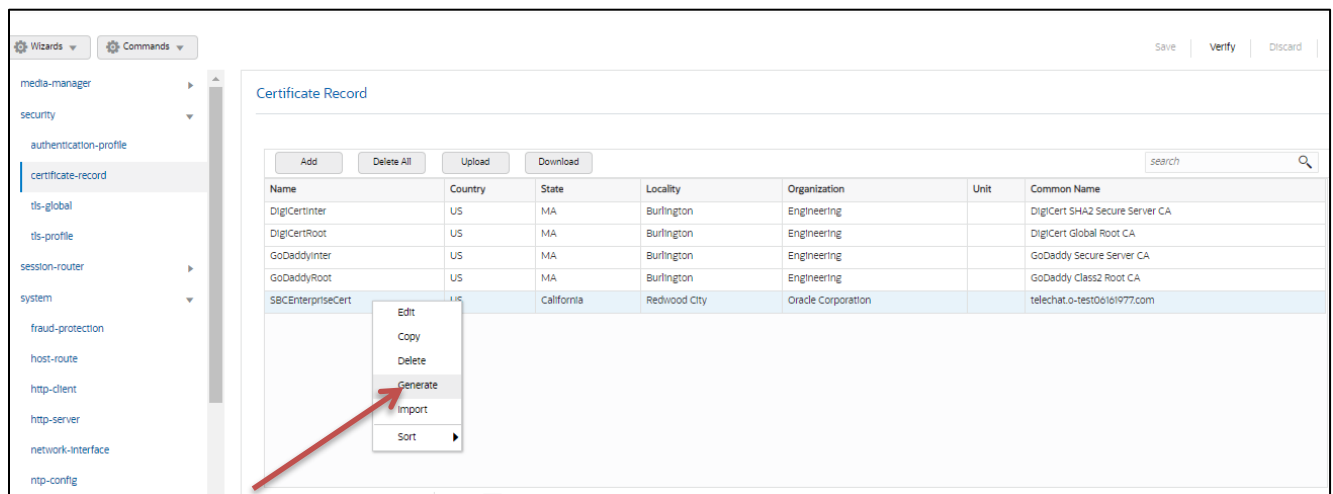 Wizards Commands Save Verify Discard
media-manager
security
authentication-profile
certificate-record
tls-global
tls-profile
session-router
system
fraud-protection
host-route
http-client
http-server
network-interface
ntp-config
Certificate Record
Add Delete All Upload Download search
Name Country State Locality Organization Unit Common Name
DigiCertInter US MA Burlington Engineering DigiCert SHA2 Secure Server CA
DigiCertRoot US MA Burlington Engineering DigiCert Global Root CA
GoDaddyInter US MA Burlington Engineering GoDaddy Secure Server CA
GoDaddyRoot US MA Burlington Engineering GoDaddy Class2 Root CA
SBCEnterpriseCert US California Redwood City Oracle Corporation telechat.o-test06161977.com
Edit
Copy
Delete
Generate
Import
Sort